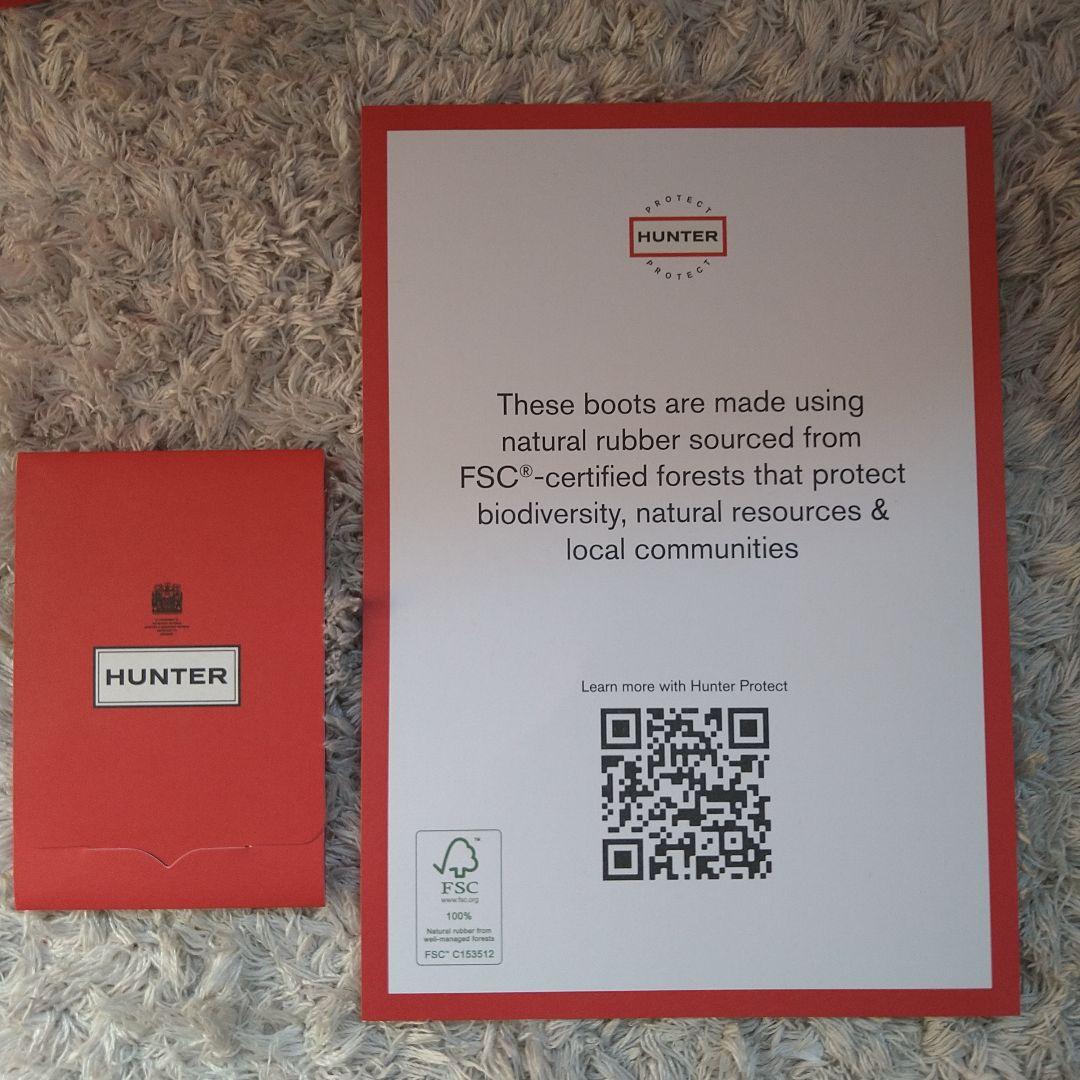 PROTECT
HUNTER
PROTECT
These boots are made using
natural rubber sourced from
FSC®-certified forests that protect
biodiversity, natural resources &
local communities
Learn more with Hunter Protect
FSC
www.fsc.org
100%
Natural rubber from
well-managed forests
FSC™ C153512
HUNTER